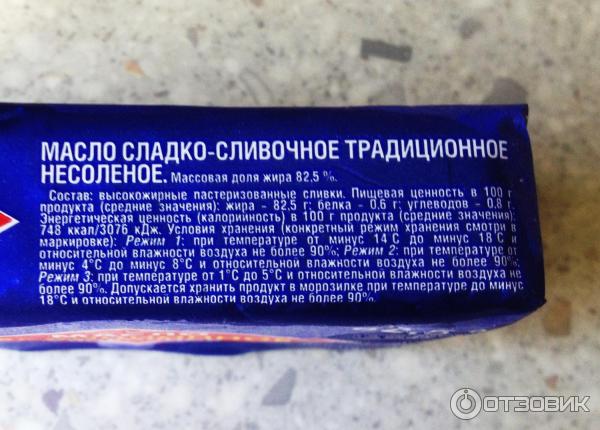 МАСЛО СЛАДКО-СЛИВОЧНОЕ ТРАДИЦИОННОЕ
НЕСОЛЕНОЕ. Массовая доля жира 82,5 %.
Состав: высокожирные пастеризованные сливки. Пищевая ценность в 100 г
продукта (средние значения): жира - 82,5 г; белка - 0,6 г; углеводов - 0,8 г.
Энергетическая ценность (калорийность) в 100 г продукта (средние значения):
748 ккал/3076 кДж. Условия хранения (конкретный режим хранения смотри в
маркировке): Режим 1: при температуре от минус 14°С до минус 18°С и
относительной влажности воздуха не более 90%; Режим 2: при температуре от
минус 4°С до минус 8°С и относительной влажности воздуха не более 90%;
Режим 3: при температуре от 1°С до 5°С и относительной влажности воздуха не
более 90%. Допускается хранить продукт в морозилке при температуре до минус
18°С и относительной влажности воздуха не более 90%.
ОТЗОВИК